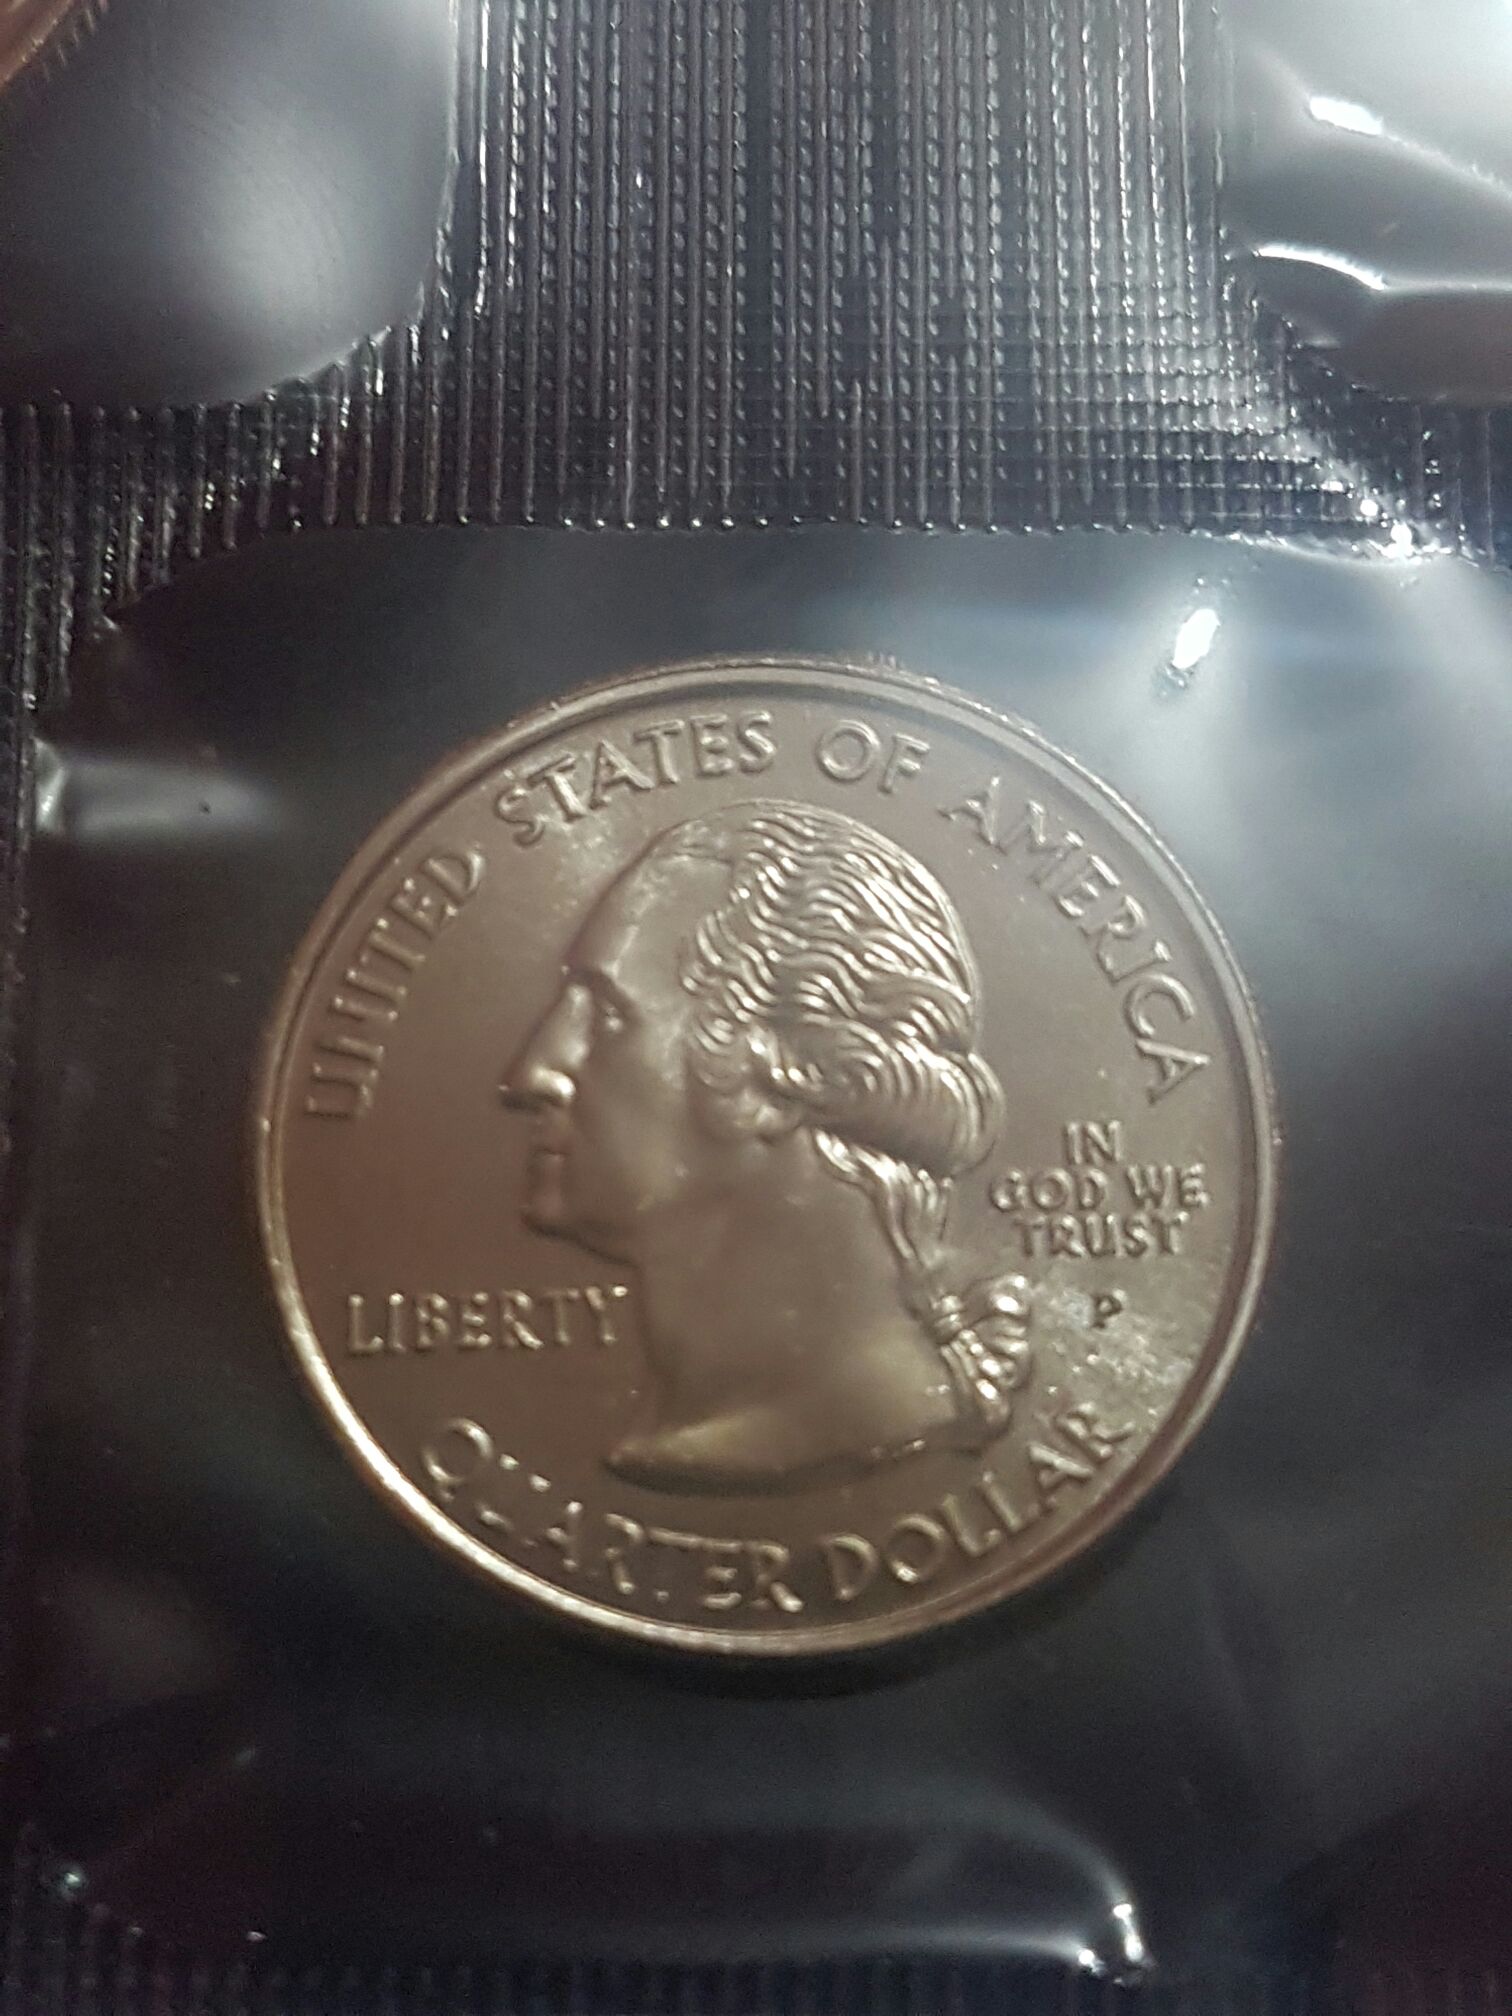 UNITED STATES OF AMERICA
IN
GOD WE
TRUST
P
LIBERTY
QUARTER DOLLAR